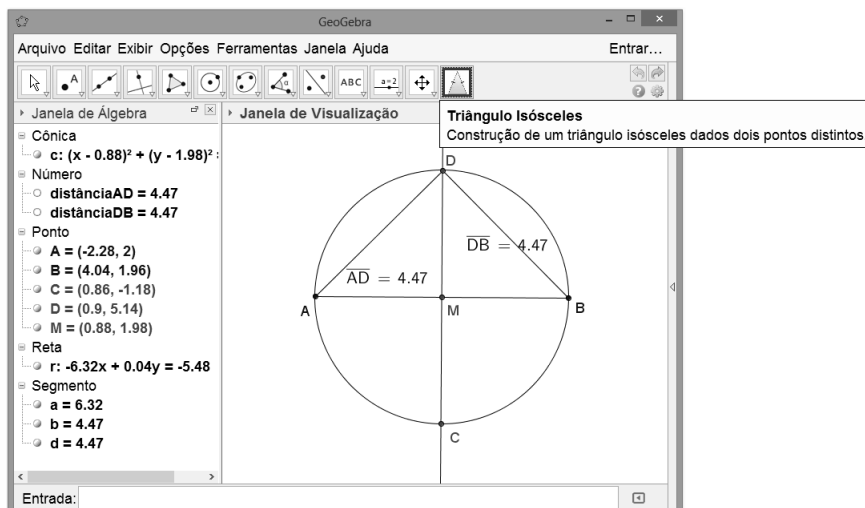 GeoGebra
Arquivo Editar Exibir Opções Ferramentas Janela Ajuda Entrar...
A ABC a=2
Janela de Álgebra
Cônica
c: (x - 0.88)² + (y - 1.98)² :
Número
distânciaAD = 4.47
distânciaDB = 4.47
Ponto
A = (-2.28, 2)
B = (4.04, 1.96)
C = (0.86, -1.18)
D = (0.9, 5.14)
M = (0.88, 1.98)
Reta
r: -6.32x + 0.04y = -5.48
Segmento
a = 6.32
b = 4.47
d = 4.47
Janela de Visualização
Triângulo Isósceles
Construção de um triângulo isósceles dados dois pontos distintos
D
DB = 4.47
AD = 4.47
A
M
B
C
Entrada: